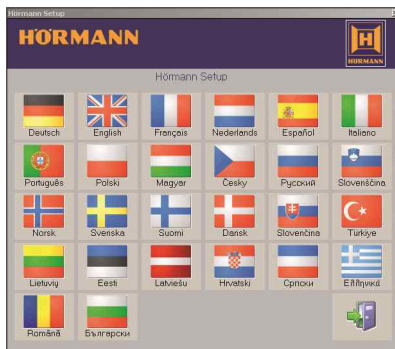 Hörmann Setup
HÖRMANN
HÖRMANN
Hörmann Setup
Deutsch English Français Nederlands Español Italiano
Português Polski Magyar Česky Русский Slovenščina
Norsk Svenska Suomi Dansk Slovenčina Türkiye
Lietuvių Eesti Latviešu Hrvatski Српски Ελληνικά
Română Български